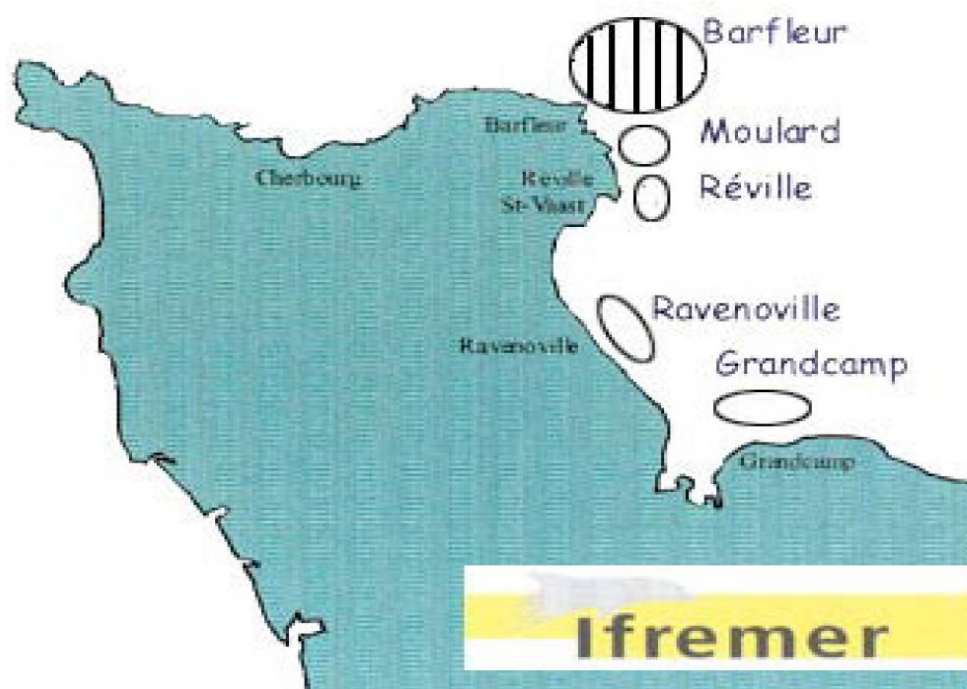 Barfleur
Moulard
Réville
Barfleur
Cherbourg
Réville
St-Vaast
Ravenoville
Ravenoville
Grandcamp
Grandcamp
Ifremer